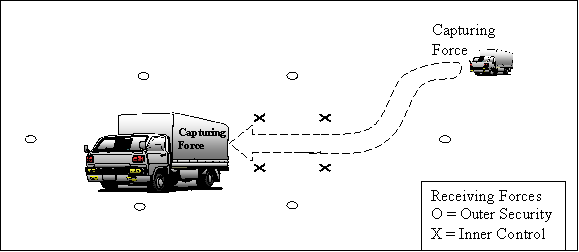 Capturing
Force
Capturing
Force
X X
X X
Receiving Forces
O = Outer Security
X = Inner Control